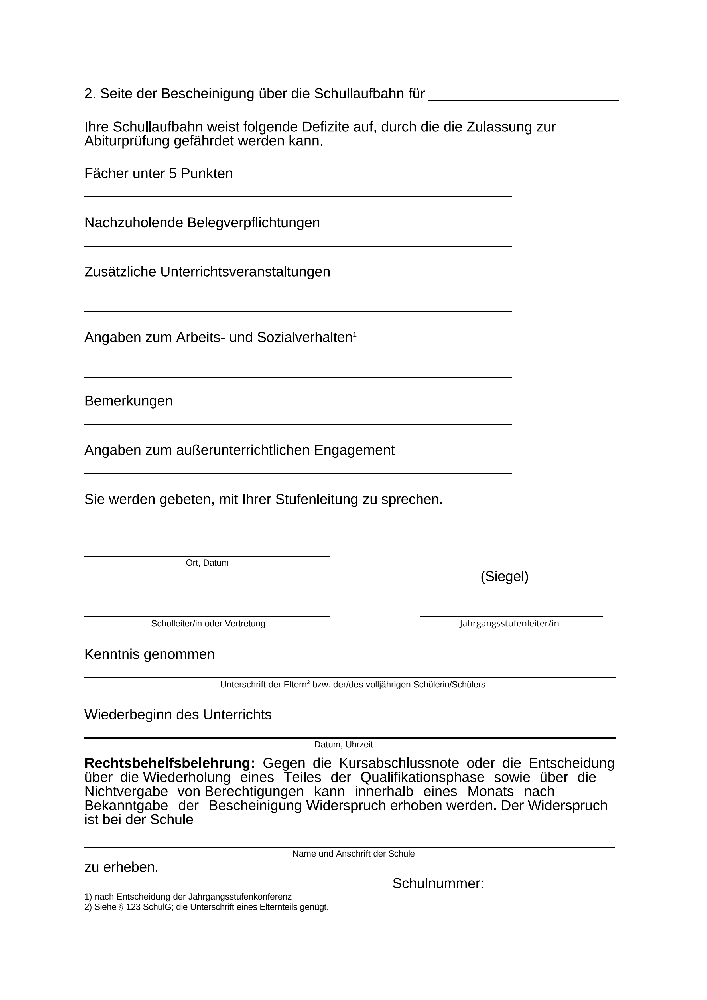 2. Seite der Bescheinigung über die Schullaufbahn für
Ihre Schullaufbahn weist folgende Defizite auf, durch die die Zulassung zur
Abiturprüfung gefährdet werden kann.
Fächer unter 5 Punkten
Nachzuholende Belegverpflichtungen
Zusätzliche Unterrichtsveranstaltungen
Angaben zum Arbeits- und Sozialverhalten¹
Bemerkungen
Angaben zum außerunterrichtlichen Engagement
Sie werden gebeten, mit Ihrer Stufenleitung zu sprechen.
Ort, Datum
(Siegel)
Schulleiter/in oder Vertretung Jahrgangsstufenleiter/in
Kenntnis genommen
Unterschrift der Eltern² bzw. der/des volljährigen Schülerin/Schülers
Wiederbeginn des Unterrichts
Datum, Uhrzeit
Rechtsbehelfsbelehrung: Gegen die Kursabschlussnote oder die Entscheidung
über die Wiederholung eines Teiles der Qualifikationsphase sowie über die
Nichtvergabe von Berechtigungen kann innerhalb eines Monats nach
Bekanntgabe der Bescheinigung Widerspruch erhoben werden. Der Widerspruch
ist bei der Schule
Name und Anschrift der Schule
zu erheben.
Schulnummer:
1) nach Entscheidung der Jahrgangsstufenkonferenz
2) Siehe § 123 SchulG; die Unterschrift eines Elternteils genügt.